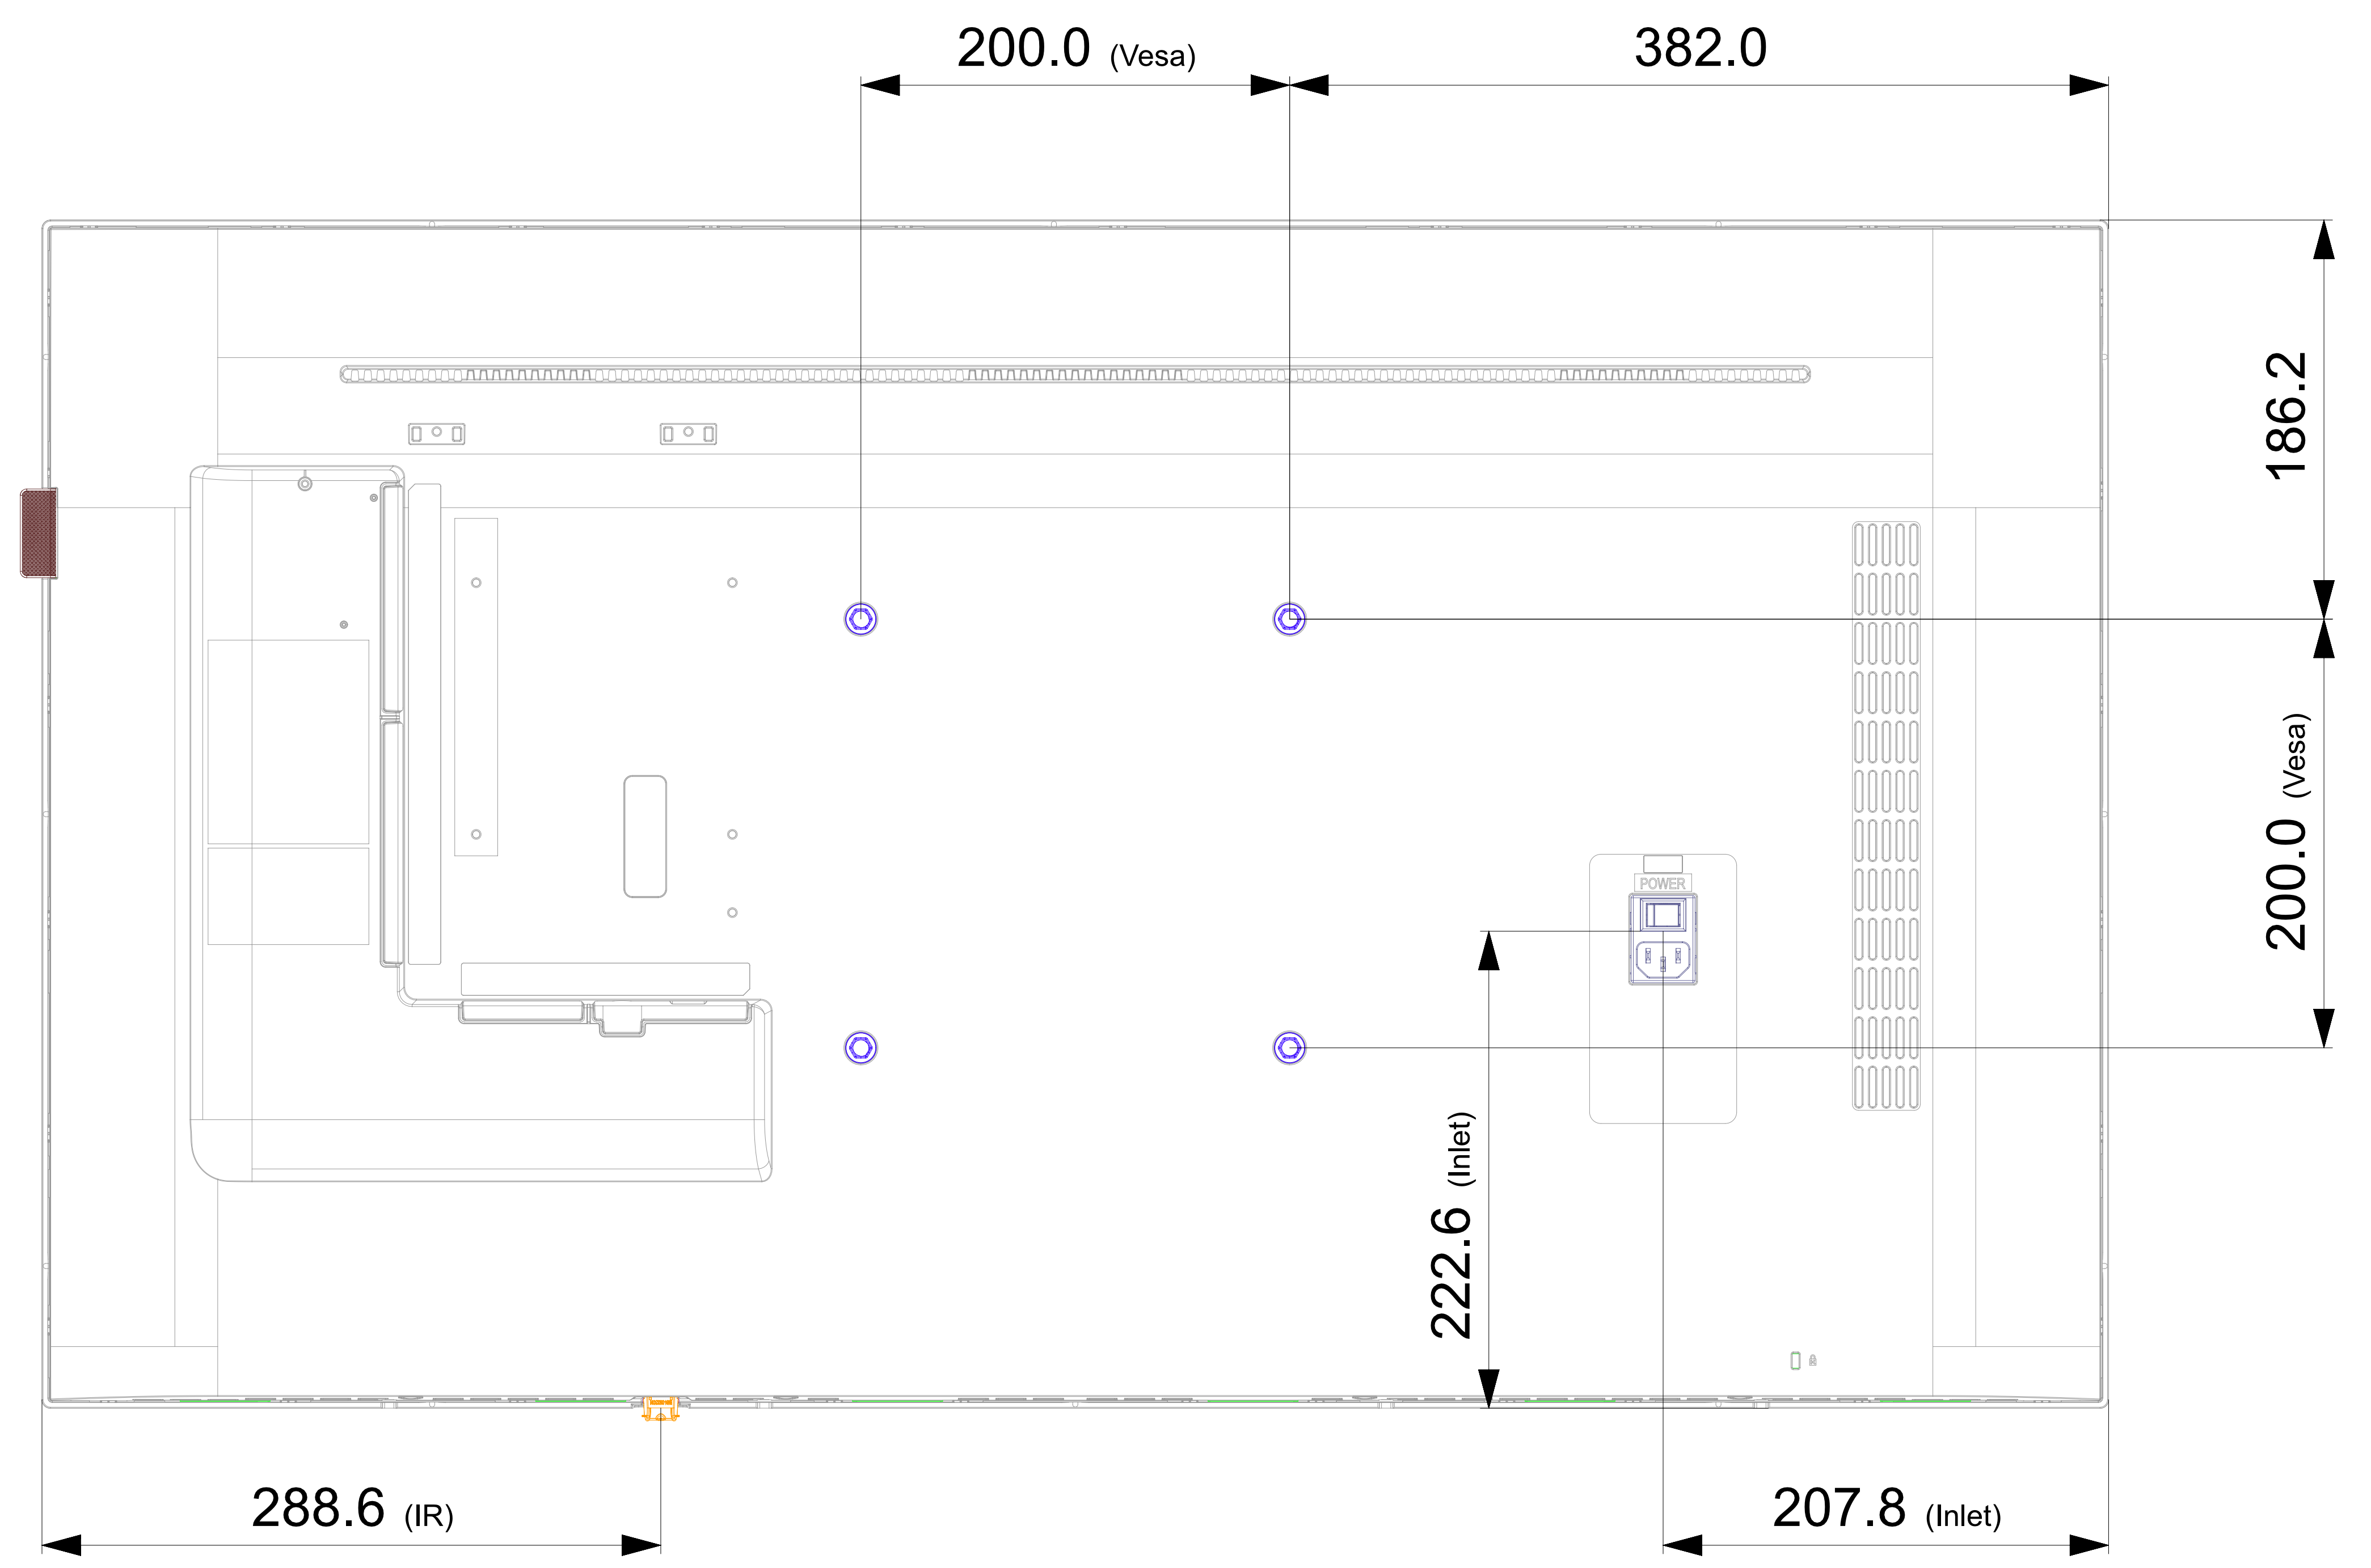 200.0 (Vesa)
382.0
186.2
200.0 (Vesa)
POWER
222.6 (Inlet)
288.6 (IR)
207.8 (Inlet)